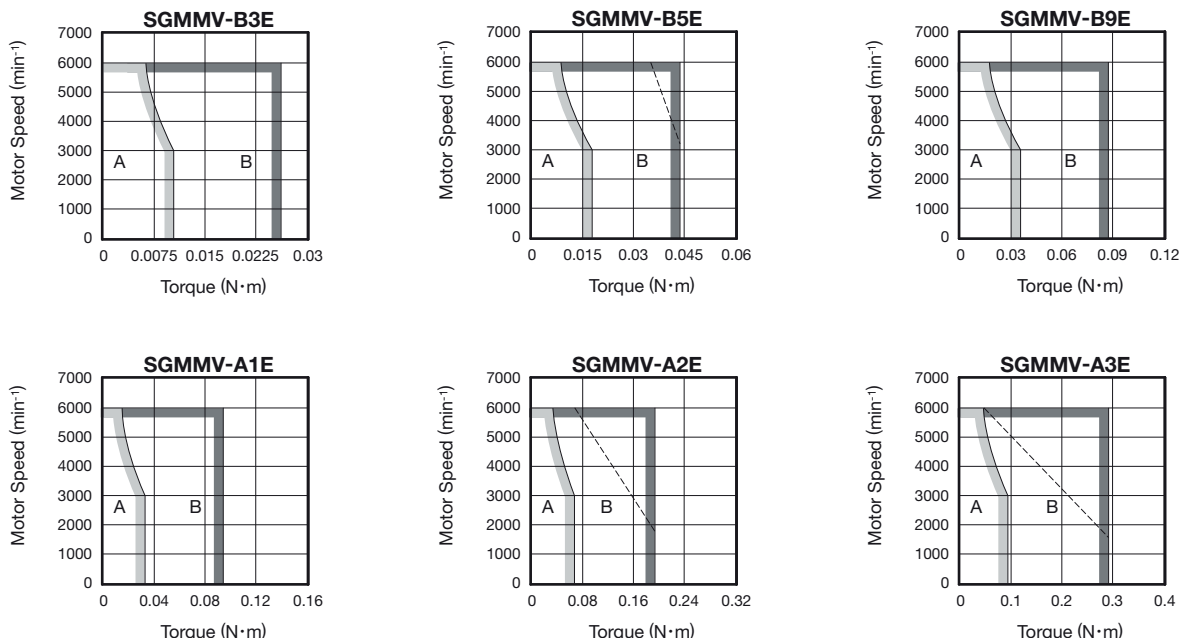 SGMMV-B3E
Motor Speed (min⁻¹)
7000
6000
5000
4000
3000
2000
1000
0
A
B
0 0.0075 0.015 0.0225 0.03
Torque (N·m)
SGMMV-B5E
Motor Speed (min⁻¹)
7000
6000
5000
4000
3000
2000
1000
0
A
B
0 0.015 0.03 0.045 0.06
Torque (N·m)
SGMMV-B9E
Motor Speed (min⁻¹)
7000
6000
5000
4000
3000
2000
1000
0
A
B
0 0.03 0.06 0.09 0.12
Torque (N·m)
SGMMV-A1E
Motor Speed (min⁻¹)
7000
6000
5000
4000
3000
2000
1000
0
A
B
0 0.04 0.08 0.12 0.16
Torque (N·m)
SGMMV-A2E
Motor Speed (min⁻¹)
7000
6000
5000
4000
3000
2000
1000
0
A
B
0 0.08 0.16 0.24 0.32
Torque (N·m)
SGMMV-A3E
Motor Speed (min⁻¹)
7000
6000
5000
4000
3000
2000
1000
0
A
B
0 0.1 0.2 0.3 0.4
Torque (N·m)